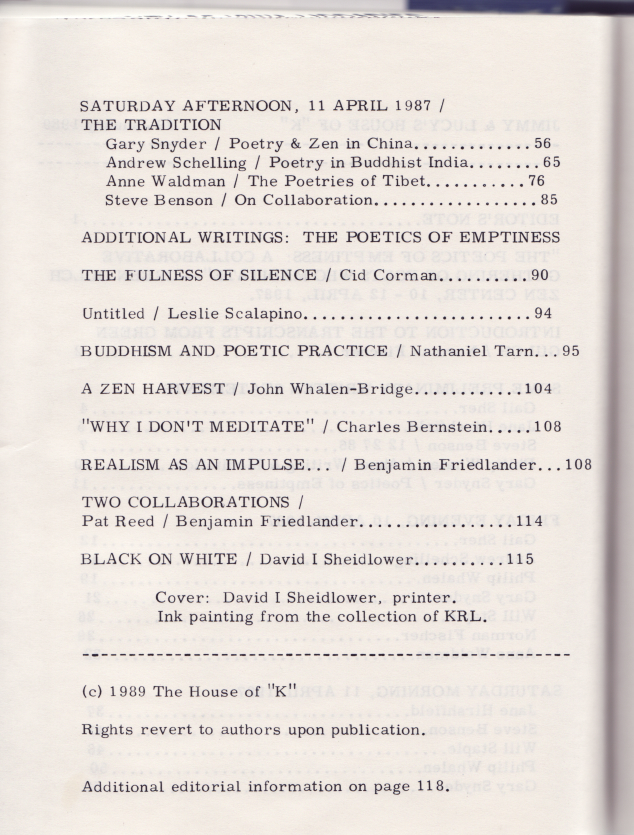 SATURDAY AFTERNOON, 11 APRIL 1987 /
THE TRADITION
Gary Snyder / Poetry & Zen in China.............56
Andrew Schelling / Poetry in Buddhist India........65
Anne Waldman / The Poetries of Tibet...........76
Steve Benson / On Collaboration.................85
ADDITIONAL WRITINGS: THE POETICS OF EMPTINESS
THE FULNESS OF SILENCE / Cid Corman...........90
Untitled / Leslie Scalapino.........................94
BUDDHISM AND POETIC PRACTICE / Nathaniel Tarn...95
A ZEN HARVEST / John Whalen-Bridge............104
"WHY I DON'T MEDITATE" / Charles Bernstein.....108
REALISM AS AN IMPULSE... / Benjamin Friedlander...108
TWO COLLABORATIONS /
Pat Reed / Benjamin Friedlander.................114
BLACK ON WHITE / David I Sheidlower..........115
Cover: David I Sheidlower, printer.
Ink painting from the collection of KRL.
(c) 1989 The House of "K"
Rights revert to authors upon publication.
Additional editorial information on page 118.